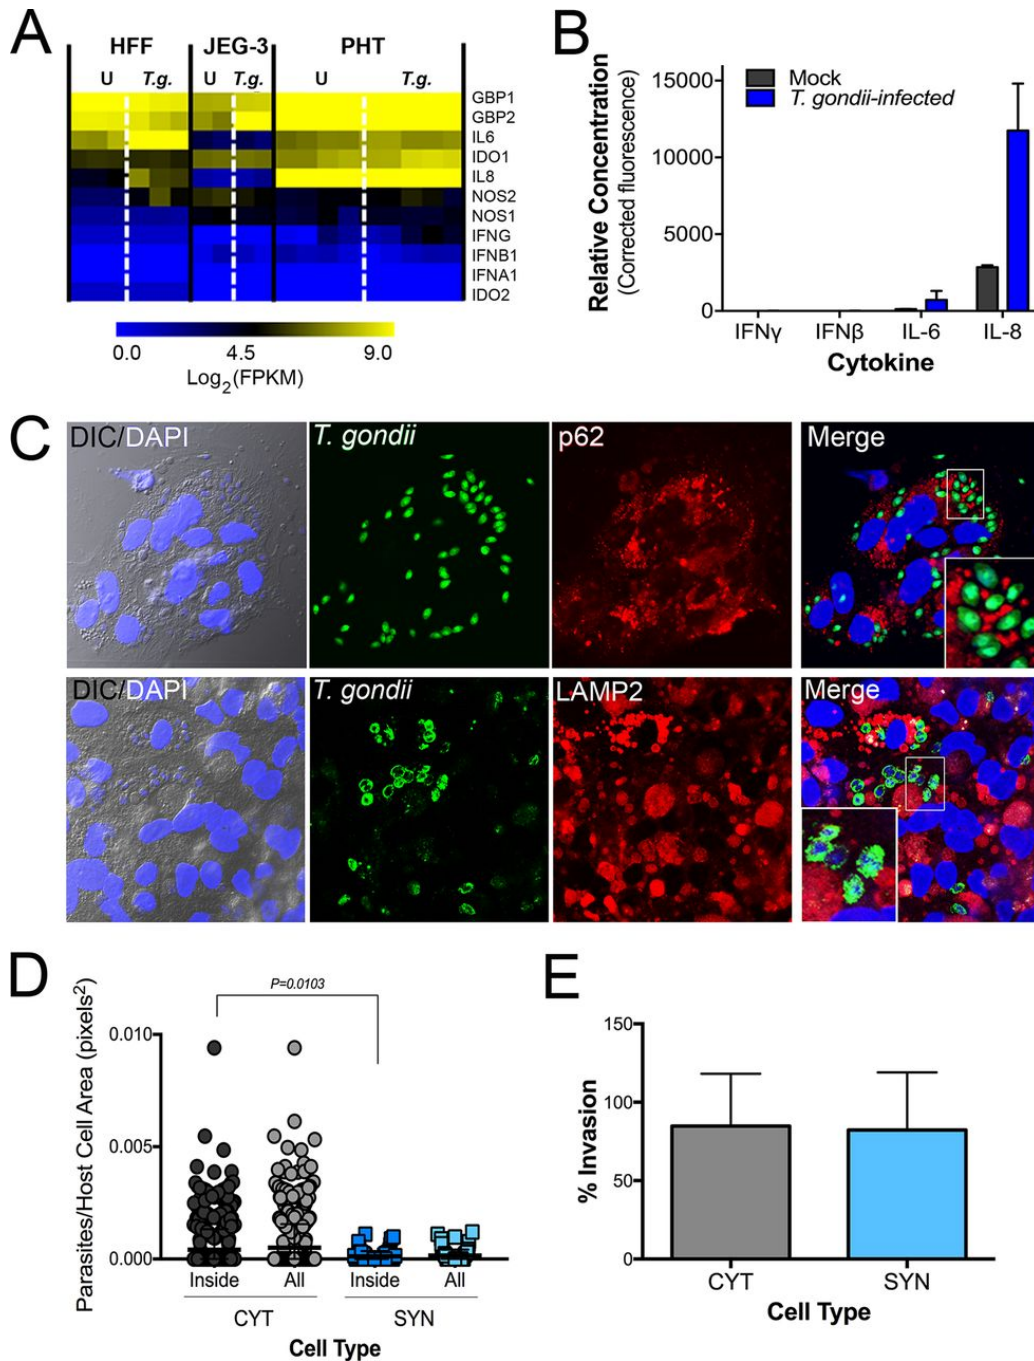 A
HFF JEG-3 PHT
U T.g. U T.g. U T.g.
GBP1
GBP2
IL6
IDO1
IL8
NOS2
NOS1
IFNG
IFNB1
IFNA1
IDO2
0.0 4.5 9.0
Log2(FPKM)
B
Relative Concentration
(Corrected fluorescence)
15000
10000
5000
0
Mock
T. gondii-infected
IFNγ IFNβ IL-6 IL-8
Cytokine
C
DIC/DAPI T. gondii p62 Merge
DIC/DAPI T. gondii LAMP2 Merge
D
P=0.0103
Parasites/Host Cell Area (pixels2)
0.010
0.005
0.000
Inside All Inside All
CYT SYN
Cell Type
E
% Invasion
150
100
50
0
CYT SYN
Cell Type